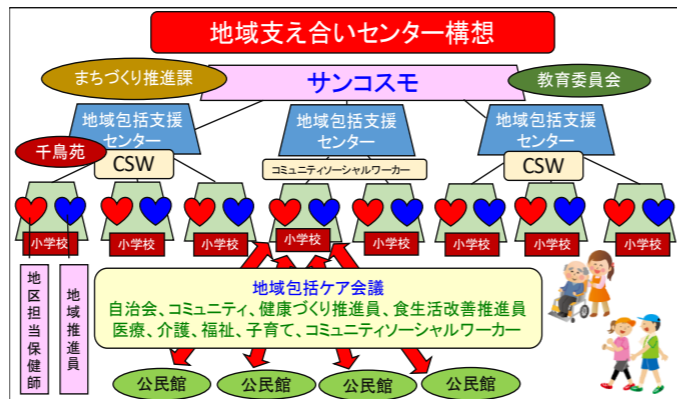 地域支え合いセンター構想
まちづくり推進課
サンコスモ
教育委員会
地域包括支援
センター
地域包括支援
センター
地域包括支援
センター
千鳥苑
CSW
コミュニティソーシャルワーカー
CSW
小学校
小学校
小学校
小学校
小学校
小学校
小学校
小学校
地区担当保健師
地域推進員
地域包括ケア会議
自治会、コミュニティ、健康づくり推進員、食生活改善推進員
医療、介護、福祉、子育て、コミュニティソーシャルワーカー
公民館
公民館
公民館
公民館